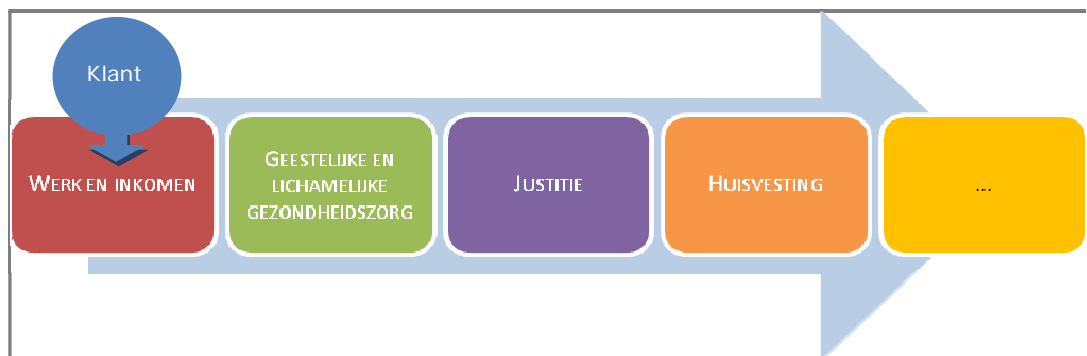 Klant
WERK EN INKOMEN
GEESTELIJKE EN
LICHAMELIJKE
GEZONDHEIDSZORG
JUSTITIE
HUISVESTING
...